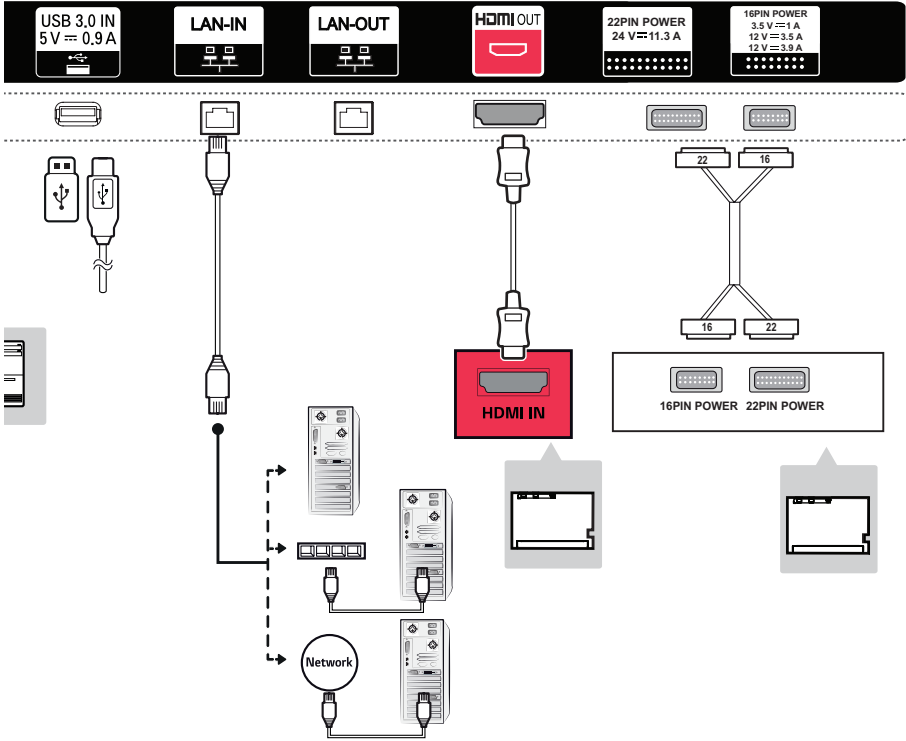 USB 3.0 IN
5 V ⎓ 0.9 A
LAN-IN
LAN-OUT
HDMI OUT
22PIN POWER
24 V ⎓ 11.3 A
16PIN POWER
3.5 V ⎓ 1 A
12 V ⎓ 3.5 A
12 V ⎓ 3.9 A
22
16
16
22
HDMI IN
16PIN POWER
22PIN POWER
Network